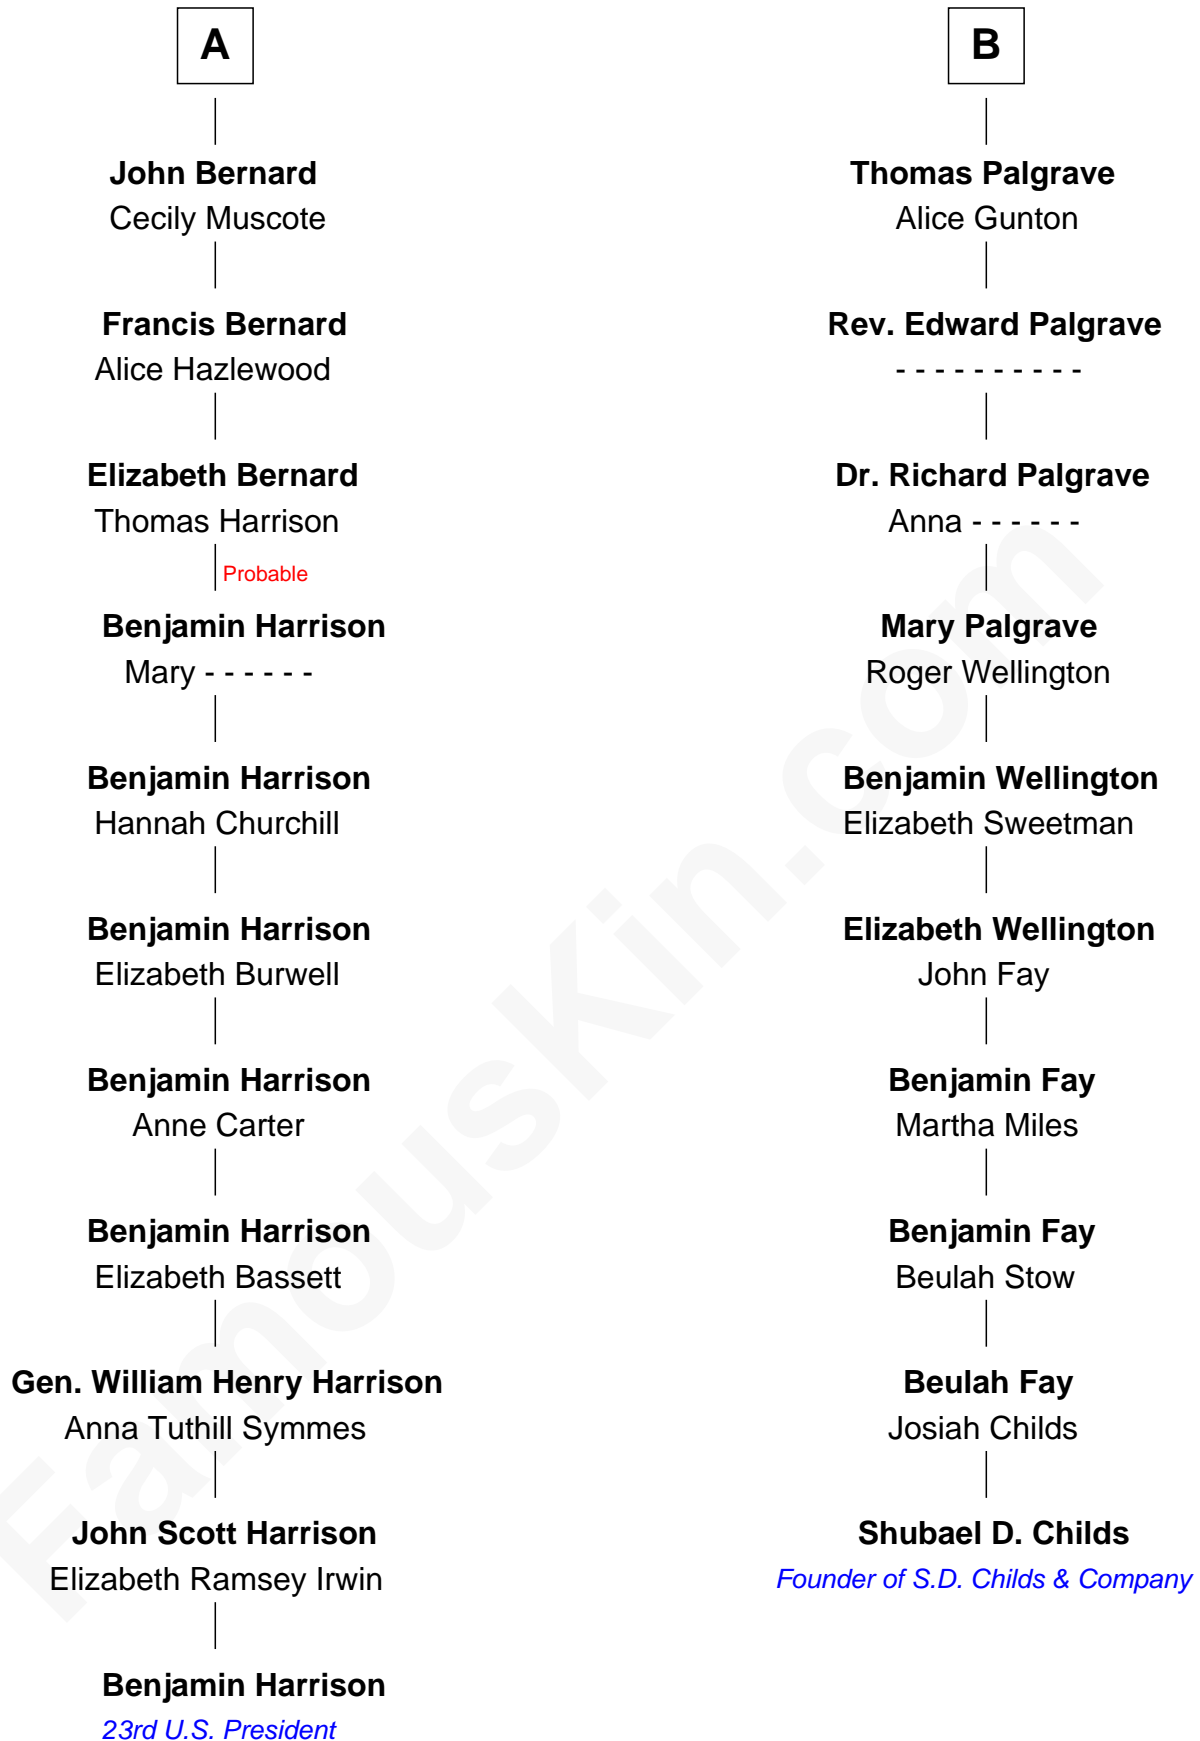 A
John Bernard
Cecily Muscote
Francis Bernard
Alice Hazlewood
Elizabeth Bernard
Thomas Harrison
Probable
Benjamin Harrison
Mary - - - - - -
Benjamin Harrison
Hannah Churchill
Benjamin Harrison
Elizabeth Burwell
Benjamin Harrison
Anne Carter
Benjamin Harrison
Elizabeth Bassett
Gen. William Henry Harrison
Anna Tuthill Symmes
John Scott Harrison
Elizabeth Ramsey Irwin
Benjamin Harrison
23rd U.S. President
B
Thomas Palgrave
Alice Gunton
Rev. Edward Palgrave
- - - - - - - - - -
Dr. Richard Palgrave
Anna - - - - - -
Mary Palgrave
Roger Wellington
Benjamin Wellington
Elizabeth Sweetman
Elizabeth Wellington
John Fay
Benjamin Fay
Martha Miles
Benjamin Fay
Beulah Stow
Beulah Fay
Josiah Childs
Shubael D. Childs
Founder of S.D. Childs & Company
FamousKin.com